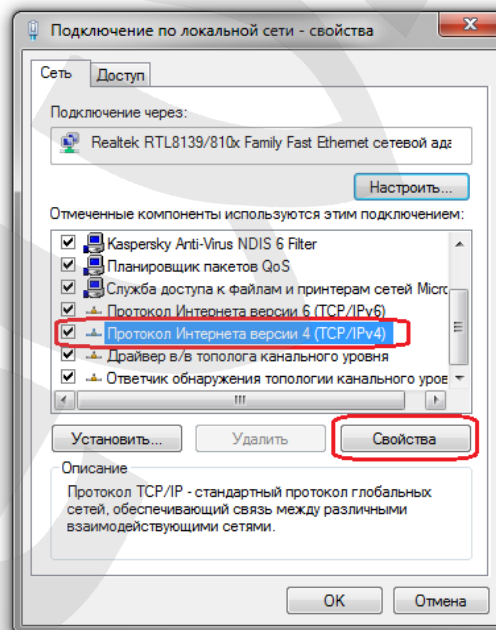 Подключение по локальной сети - свойства
Сеть Доступ
Подключение через:
Realtek RTL8139/810x Family Fast Ethernet сетевой ада
Настроить...
Отмеченные компоненты используются этим подключением:
Kaspersky Anti-Virus NDIS 6 Filter
Планировщик пакетов QoS
Служба доступа к файлам и принтерам сетей Micro
Протокол Интернета версии 6 (TCP/IPv6)
Протокол Интернета версии 4 (TCP/IPv4)
Драйвер в/в тополога канального уровня
Ответчик обнаружения топологии канального уров
Установить... Удалить Свойства
Описание
Протокол TCP/IP - стандартный протокол глобальных
сетей, обеспечивающий связь между различными
взаимодействующими сетями.
OK Отмена